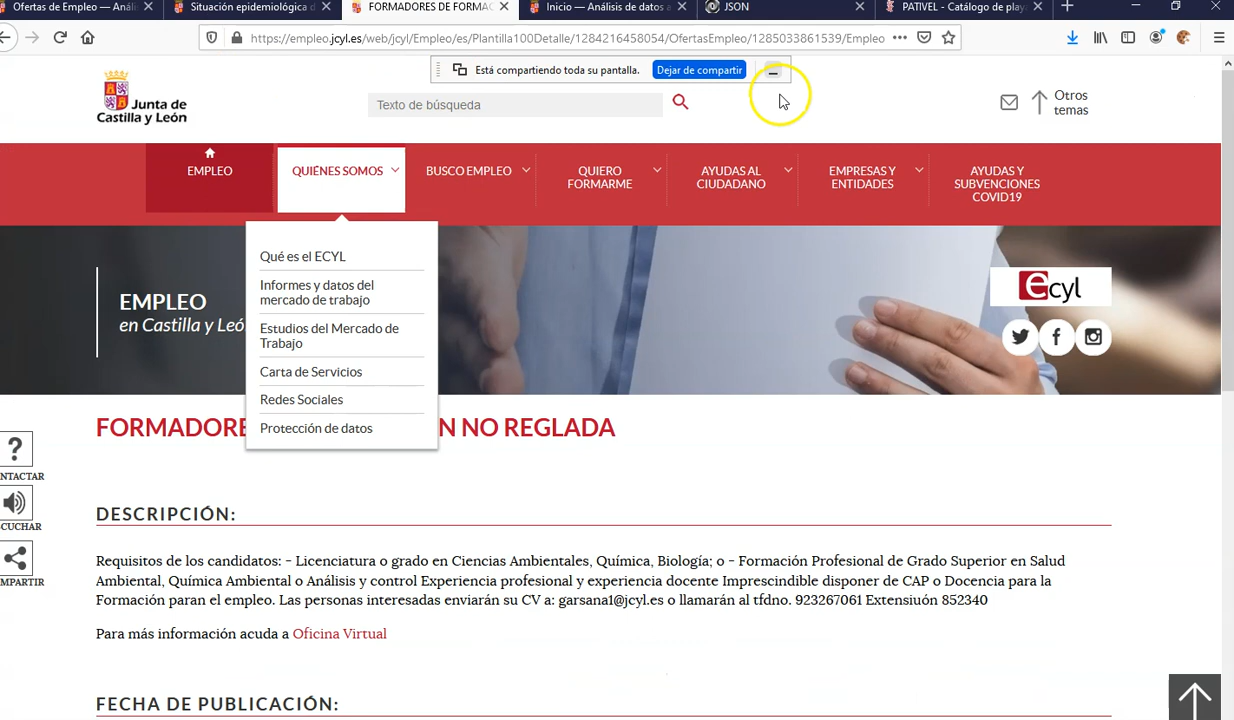 Ofertas de Empleo — Análi
Situación epidemiológica d
FORMADORES DE FORMAC
Inicio — Análisis de datos a
JSON
PATIVEL - Catálogo de play
https://empleo.jcyl.es/web/jcyl/Empleo/es/Plantilla100Detalle/1284216458054/OfertasEmpleo/1285033861539/Empleo
Está compartiendo toda su pantalla.
Dejar de compartir
Junta de
Castilla y León
Texto de búsqueda
Otros
temas
EMPLEO
QUIÉNES SOMOS
BUSCO EMPLEO
QUIERO
FORMARME
AYUDAS AL
CIUDADANO
EMPRESAS Y
ENTIDADES
AYUDAS Y
SUBVENCIONES
COVID19
Qué es el ECYL
Informes y datos del
mercado de trabajo
Estudios del Mercado de
Trabajo
Carta de Servicios
Redes Sociales
Protección de datos
EMPLEO
en Castilla y Leó
ecyl
FORMADORE
N NO REGLADA
?
NTACTAR
CUCHAR
MPARTIR
DESCRIPCIÓN:
Requisitos de los candidatos: - Licenciatura o grado en Ciencias Ambientales, Química, Biología; o - Formación Profesional de Grado Superior en Salud
Ambiental, Química Ambiental o Análisis y control Experiencia profesional y experiencia docente Imprescindible disponer de CAP o Docencia para la
Formación paran el empleo. Las personas interesadas enviarán su CV a: garsana1@jcyl.es o llamarán al tfdno. 923267061 Extensiuón 852340
Para más información acuda a Oficina Virtual
FECHA DE PUBLICACIÓN: